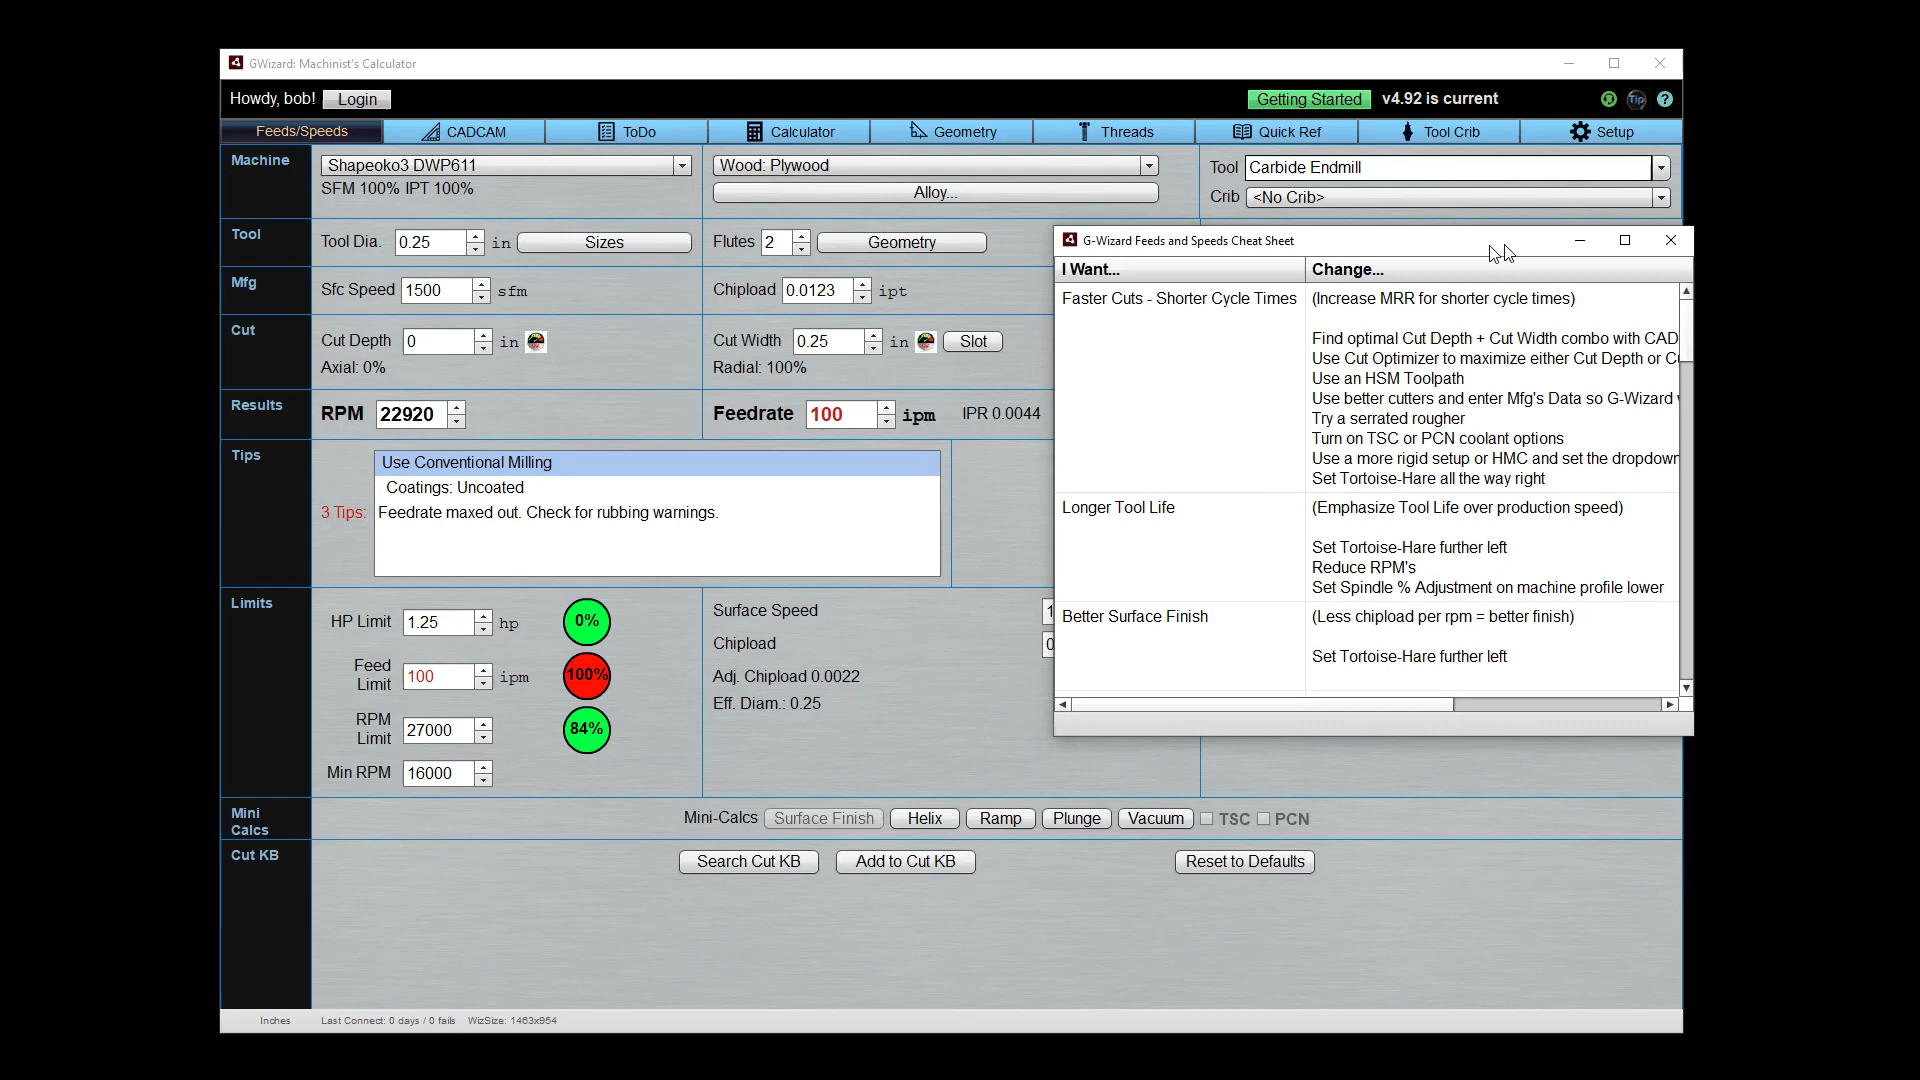 GWizard: Machinist's Calculator
Howdy, bob! Login Getting Started v4.92 is current Tip ?
Feeds/Speeds CADCAM ToDo Calculator Geometry Threads Quick Ref Tool Crib Setup
Machine Shapeoko3 DWP611 Wood: Plywood Tool Carbide Endmill
SFM 100% IPT 100% Alloy... Crib <No Crib>
Tool Tool Dia. 0.25 in Sizes Flutes 2 Geometry
Mfg Sfc Speed 1500 sfm Chipload 0.0123 ipt
Cut Cut Depth 0 in Cut Width 0.25 in Slot
Axial: 0% Radial: 100%
Results RPM 22920 Feedrate 100 ipm IPR 0.0044
Tips
Use Conventional Milling
Coatings: Uncoated
3 Tips: Feedrate maxed out. Check for rubbing warnings.
Limits
HP Limit 1.25 hp 0%
Feed Limit 100 ipm 100%
RPM Limit 27000 84%
Min RPM 16000
Surface Speed 1
Chipload 0
Adj. Chipload 0.0022
Eff. Diam.: 0.25
G-Wizard Feeds and Speeds Cheat Sheet
I Want... Change...
Faster Cuts - Shorter Cycle Times (Increase MRR for shorter cycle times)
Find optimal Cut Depth + Cut Width combo with CAD
Use Cut Optimizer to maximize either Cut Depth or C
Use an HSM Toolpath
Use better cutters and enter Mfg's Data so G-Wizard
Try a serrated rougher
Turn on TSC or PCN coolant options
Use a more rigid setup or HMC and set the dropdown
Set Tortoise-Hare all the way right
Longer Tool Life (Emphasize Tool Life over production speed)
Set Tortoise-Hare further left
Reduce RPM's
Set Spindle % Adjustment on machine profile lower
Better Surface Finish (Less chipload per rpm = better finish)
Set Tortoise-Hare further left
Mini Calcs Mini-Calcs Surface Finish Helix Ramp Plunge Vacuum TSC PCN
Cut KB Search Cut KB Add to Cut KB Reset to Defaults
Inches Last Connect: 0 days / 0 fails WizSize: 1463x954